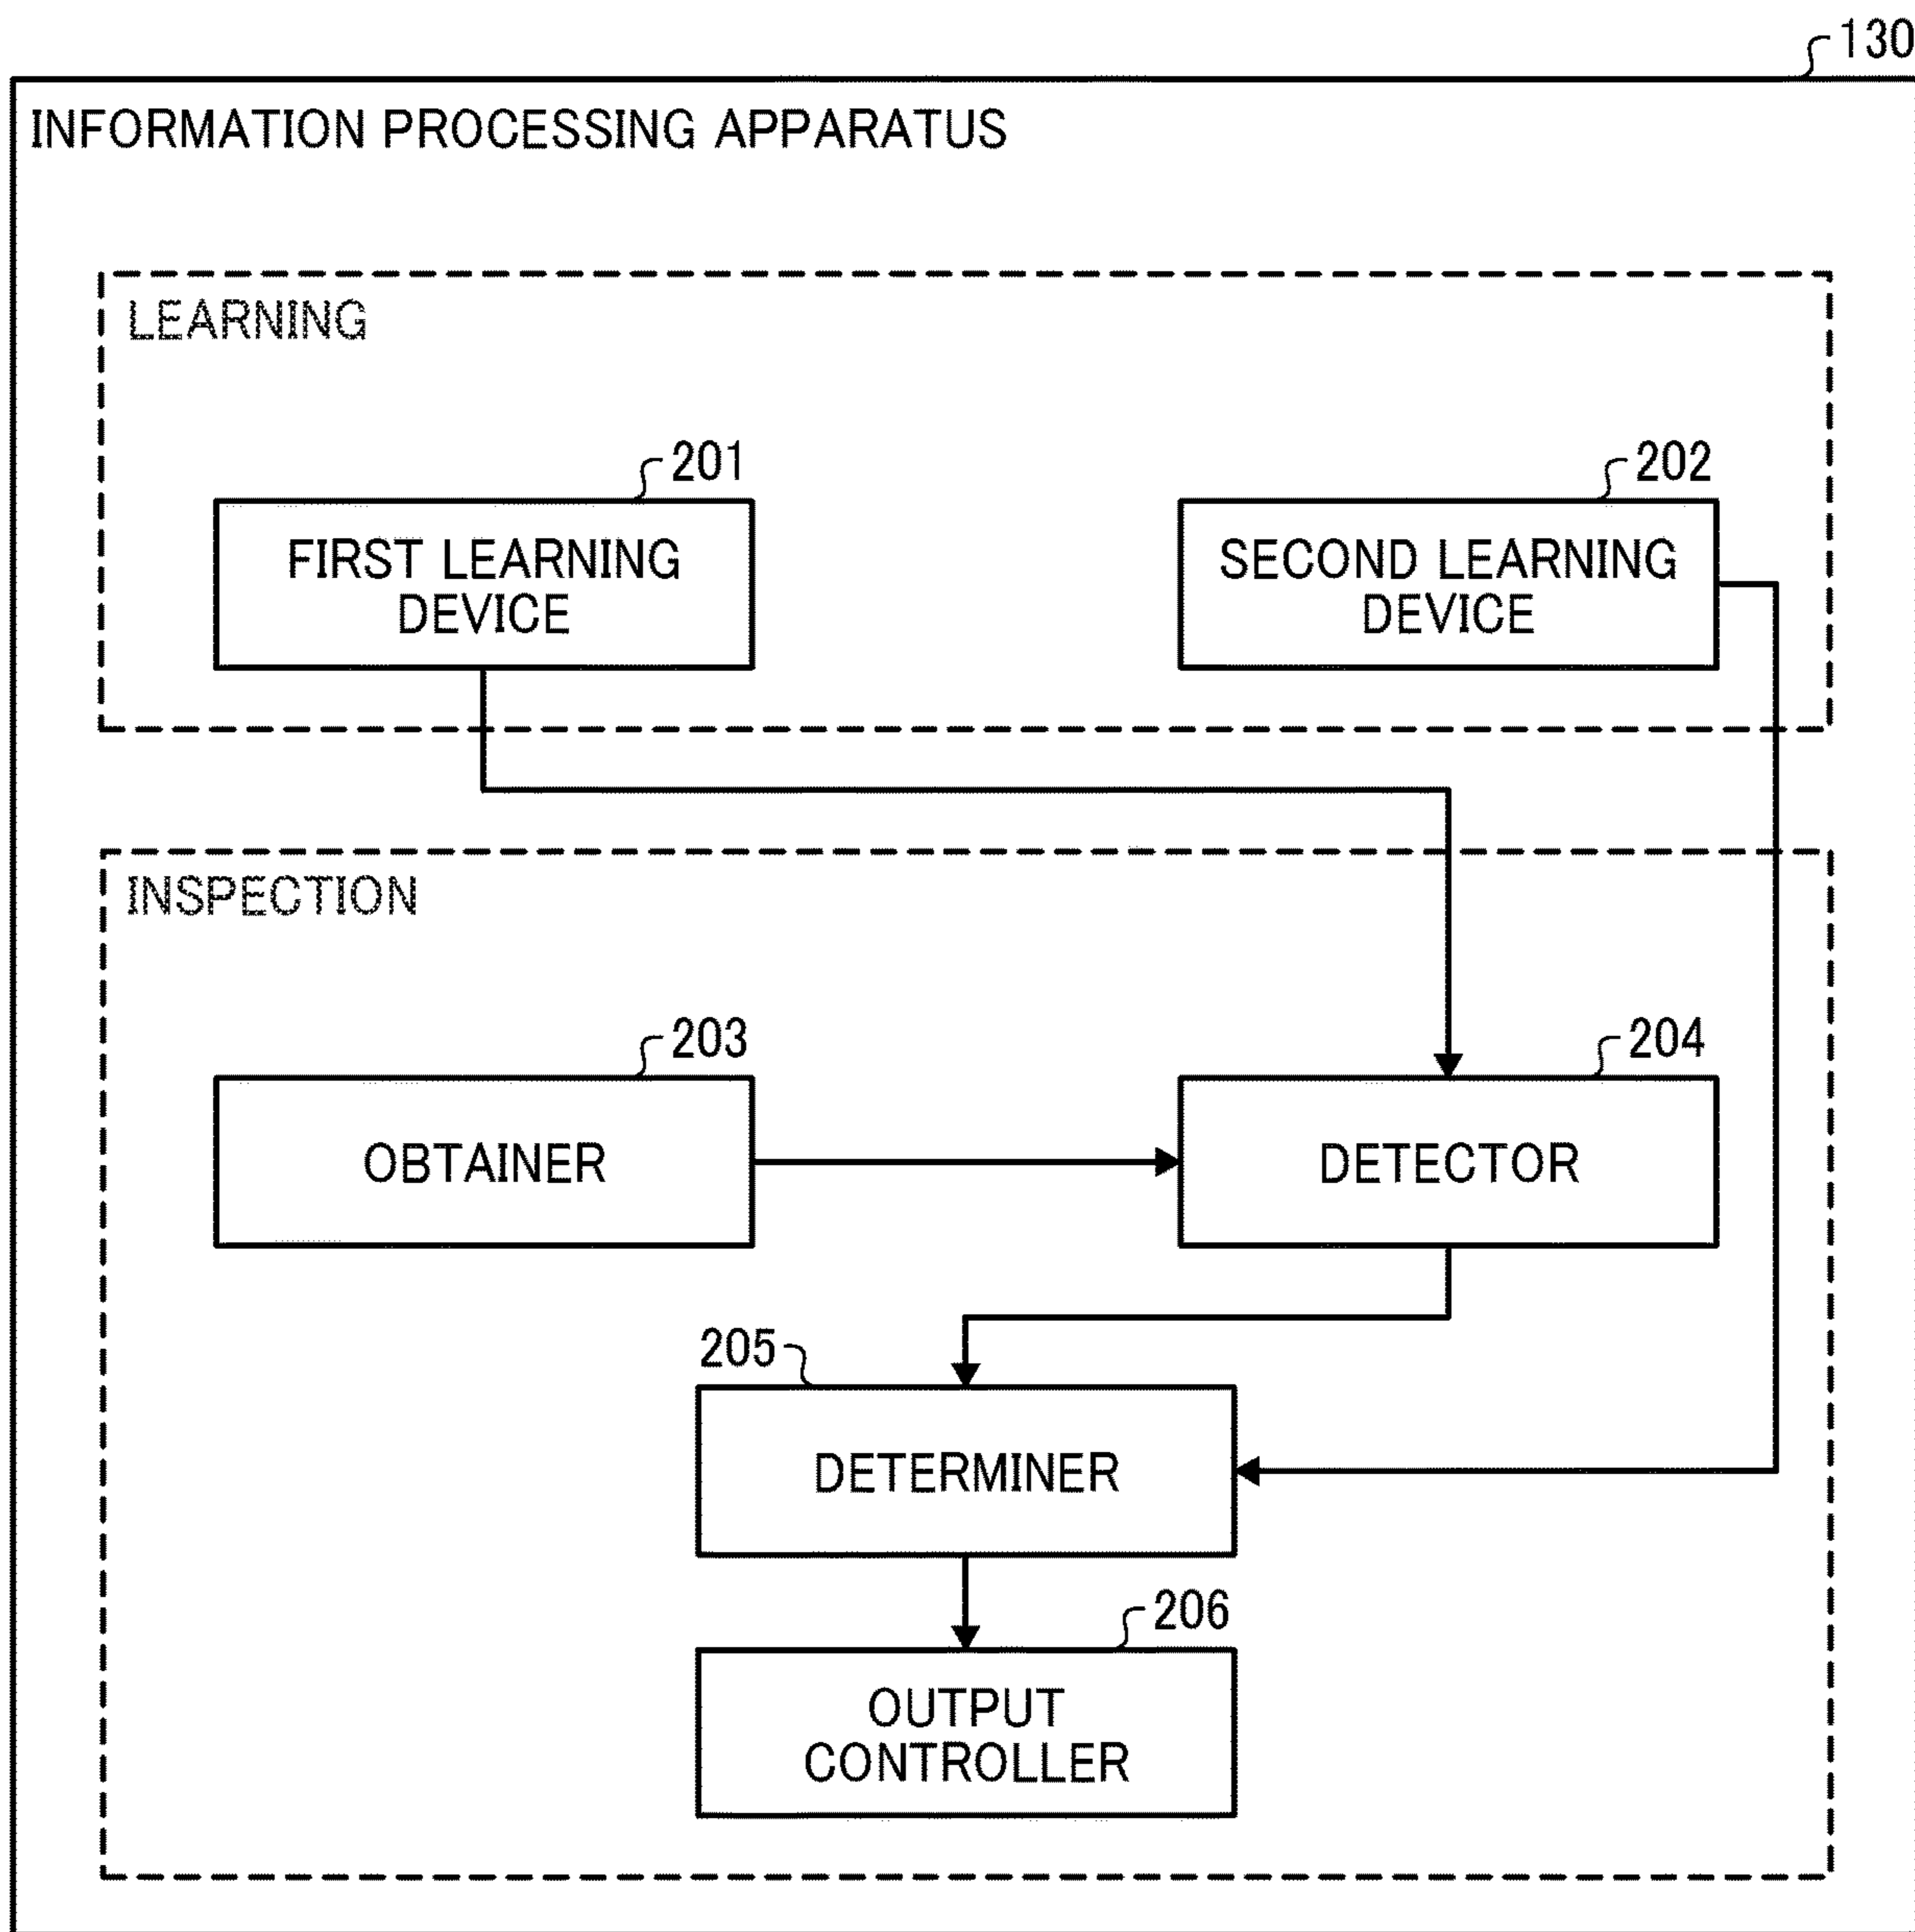 130
INFORMATION PROCESSING APPARATUS
LEARNING
201
FIRST LEARNING
DEVICE
202
SECOND LEARNING
DEVICE
INSPECTION
203
OBTAINER
204
DETECTOR
205
DETERMINER
206
OUTPUT
CONTROLLER